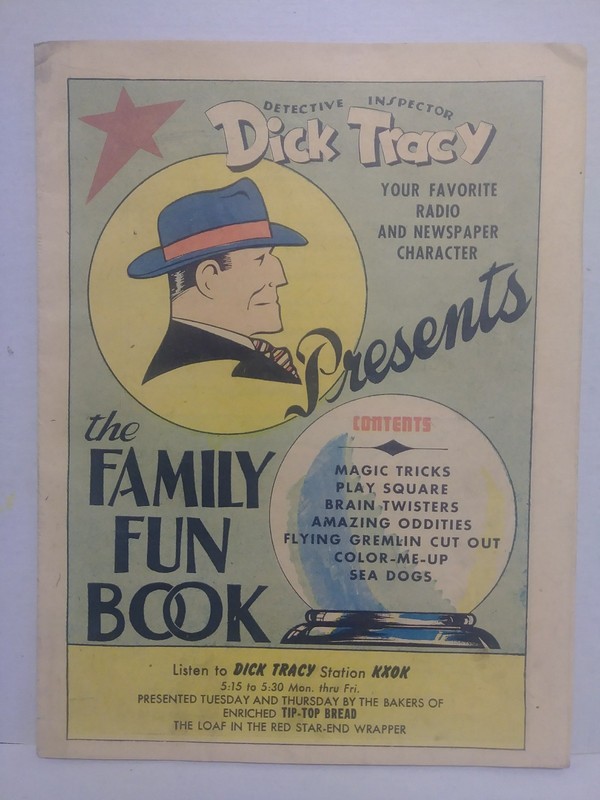 DETECTIVE INSPECTOR
Dick Tracy
YOUR FAVORITE
RADIO
AND NEWSPAPER
CHARACTER
Presents
the
FAMILY
FUN
BOOK
CONTENTS
MAGIC TRICKS
PLAY SQUARE
BRAIN TWISTERS
AMAZING ODDITIES
FLYING GREMLIN CUT OUT
COLOR-ME-UP
SEA DOGS
Listen to DICK TRACY Station KXOK
5:15 to 5:30 Mon. thru Fri.
PRESENTED TUESDAY AND THURSDAY BY THE BAKERS OF
ENRICHED TIP-TOP BREAD
THE LOAF IN THE RED STAR-END WRAPPER